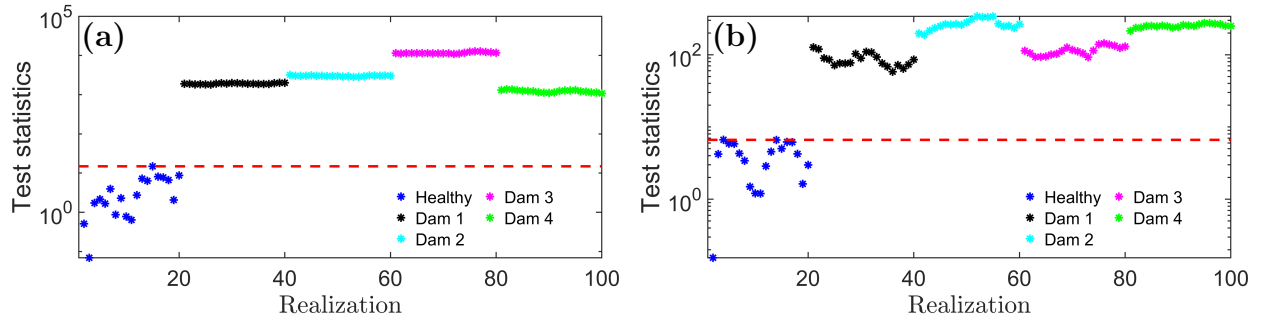 (a)
Test statistics
10^5
10^0
Healthy
Dam 1
Dam 2
Dam 3
Dam 4
20
40
60
80
100
Realization
(b)
Test statistics
10^2
10^0
Healthy
Dam 1
Dam 2
Dam 3
Dam 4
20
40
60
80
100
Realization